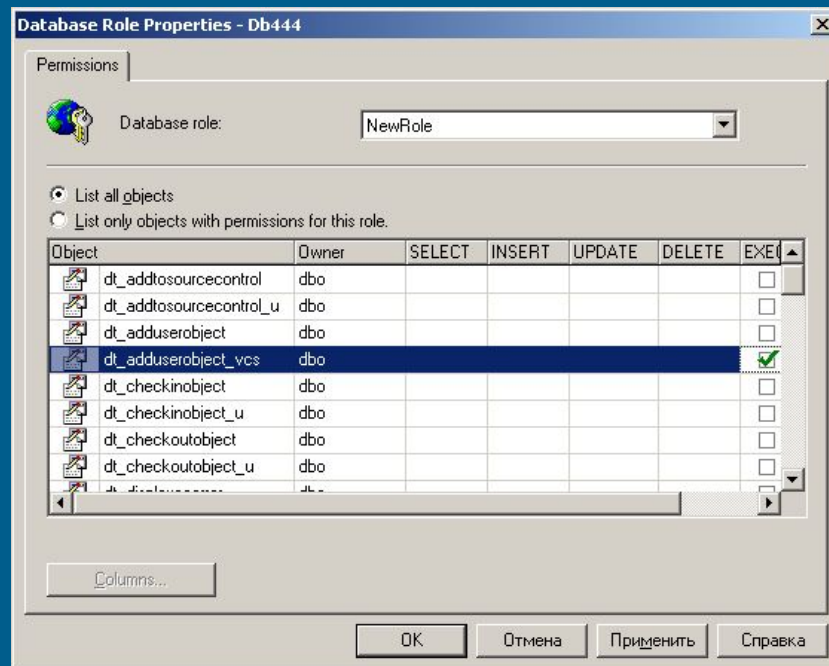 Database Role Properties - Db444
Permissions
Database role: NewRole
List all objects
List only objects with permissions for this role.
Object Owner SELECT INSERT UPDATE DELETE EXEC
dt_addtosourcecontrol dbo
dt_addtosourcecontrol_u dbo
dt_adduserobject dbo
dt_adduserobject_vcs dbo
dt_checkinobject dbo
dt_checkinobject_u dbo
dt_checkoutobject dbo
dt_checkoutobject_u dbo
Columns...
OK Отмена Применить Справка